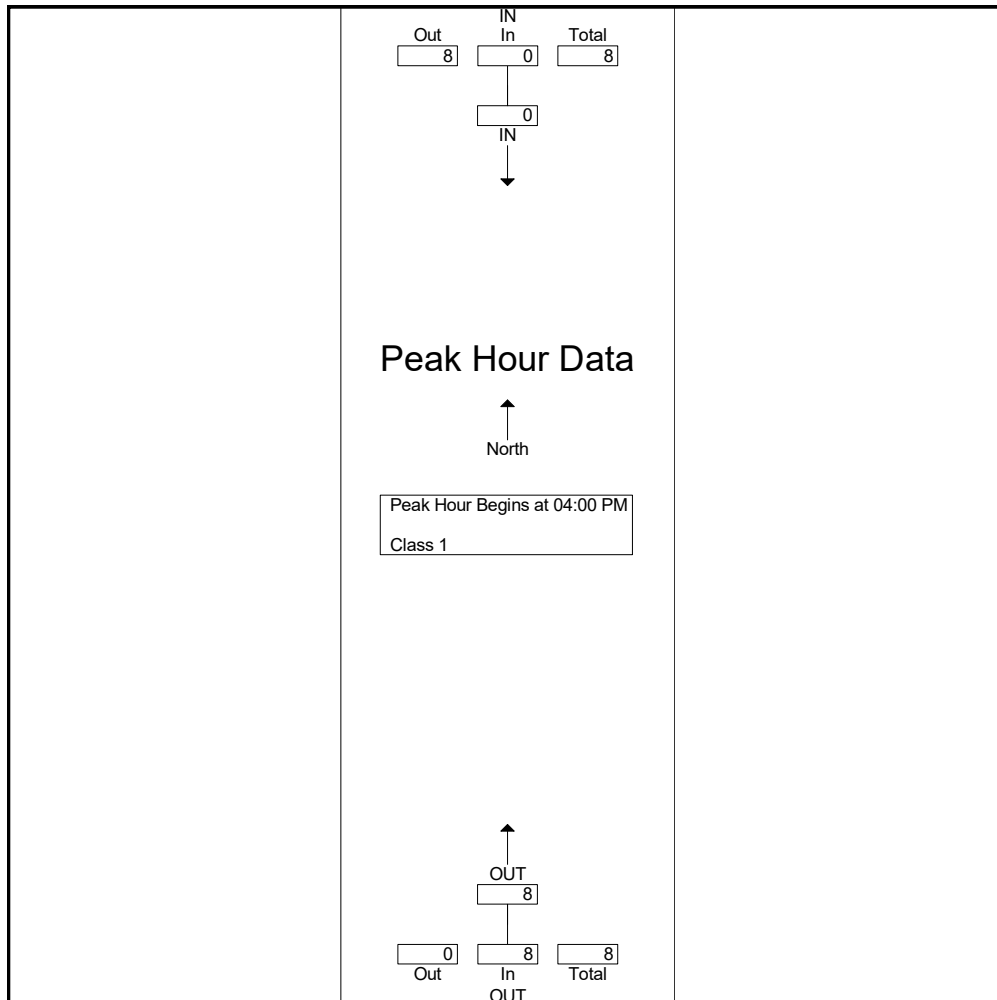 IN
Out In Total
8 0 8
0
IN
Peak Hour Data
North
Peak Hour Begins at 04:00 PM
Class 1
OUT
8
0 8 8
Out In Total
OUT